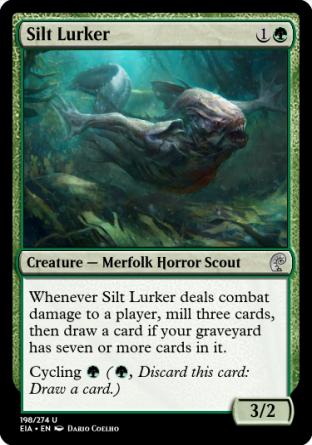 Silt Lurker 1
Creature — Merfolk Horror Scout
Whenever Silt Lurker deals combat
damage to a player, mill three cards,
then draw a card if your graveyard
has seven or more cards in it.
Cycling ( , Discard this card:
Draw a card.)
3/2
198/274 U
EIA • EN Dario Coelho